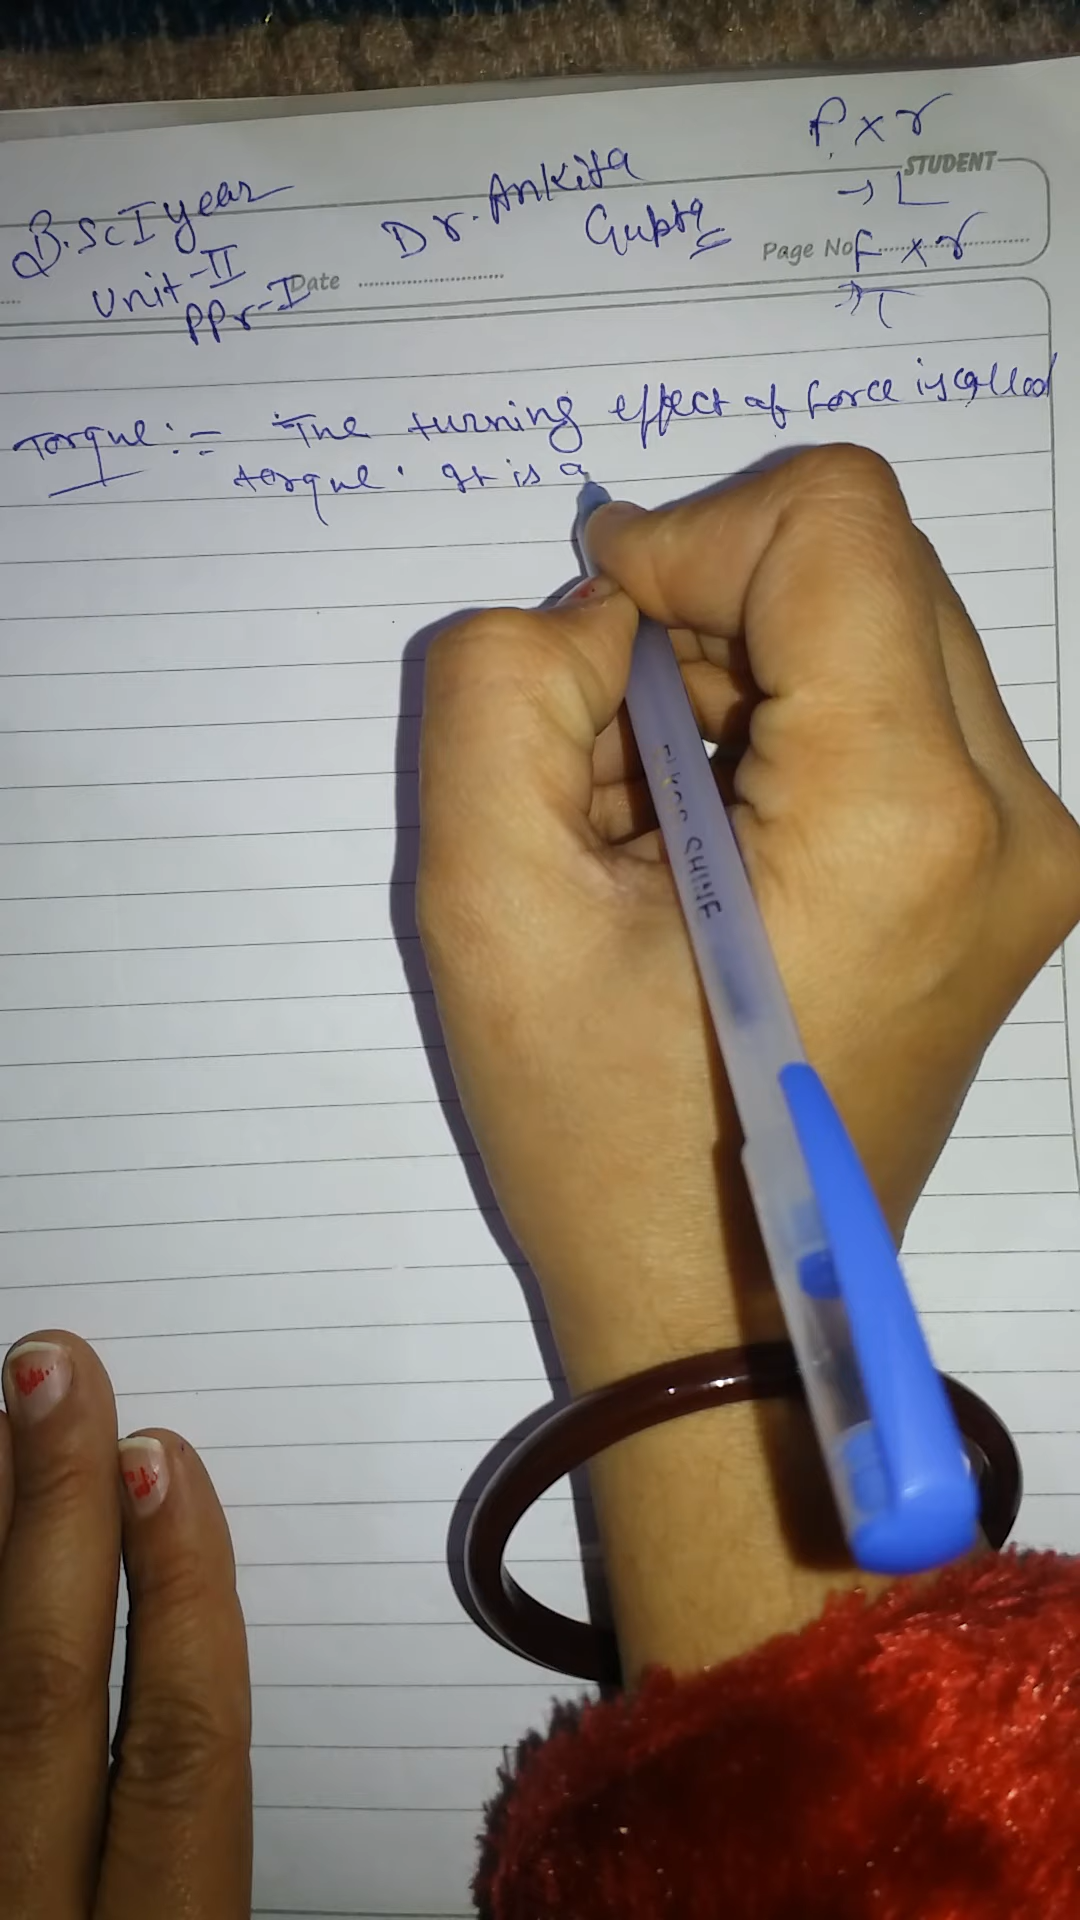 P × r
STUDENT
→ L
B.Sc I year
Dr. Ankita
Gupta
Unit-II
Page No.
F × r
PPr-I
Date
→ τ
Torque :- The turning effect of force is called
torque. It is a
SHINE